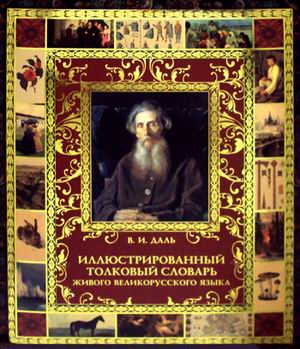 В. И. ДАЛЬ
ИЛЛЮСТРИРОВАННЫЙ
ТОЛКОВЫЙ СЛОВАРЬ
ЖИВОГО ВЕЛИКОРУССКОГО ЯЗЫКА